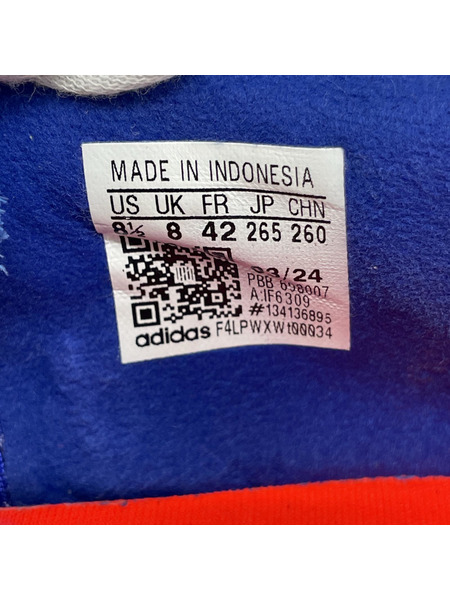 MADE IN INDONESIA
US UK FR JP CHN
8½ 8 42 265 260
03/24
PBB 698007
A:IF6309
#134136895
adidas F4LPWXWt00034